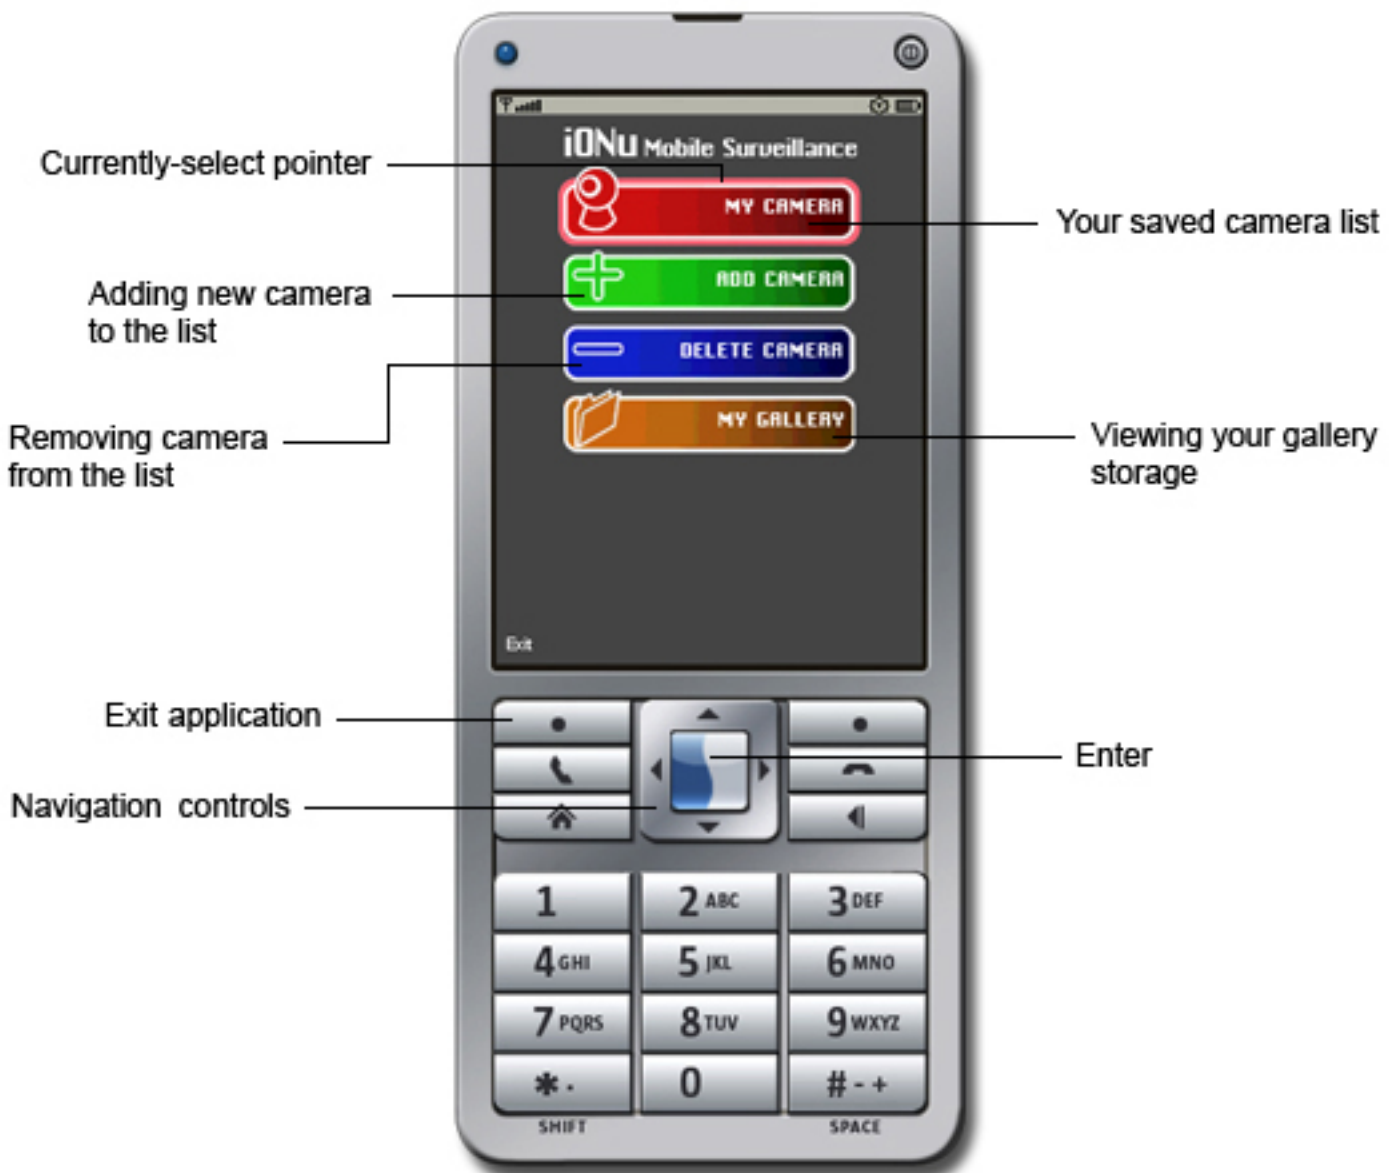 iONu Mobile Surveillance
Currently-select pointer
MY CAMERA
Your saved camera list
Adding new camera
to the list
ADD CAMERA
DELETE CAMERA
Removing camera
from the list
MY GALLERY
Viewing your gallery
storage
Exit
Exit application
Enter
Navigation controls
1
2 ABC
3 DEF
4 GHI
5 JKL
6 MNO
7 PQRS
8 TUV
9 WXYZ
* .
0
# - +
SHIFT
SPACE